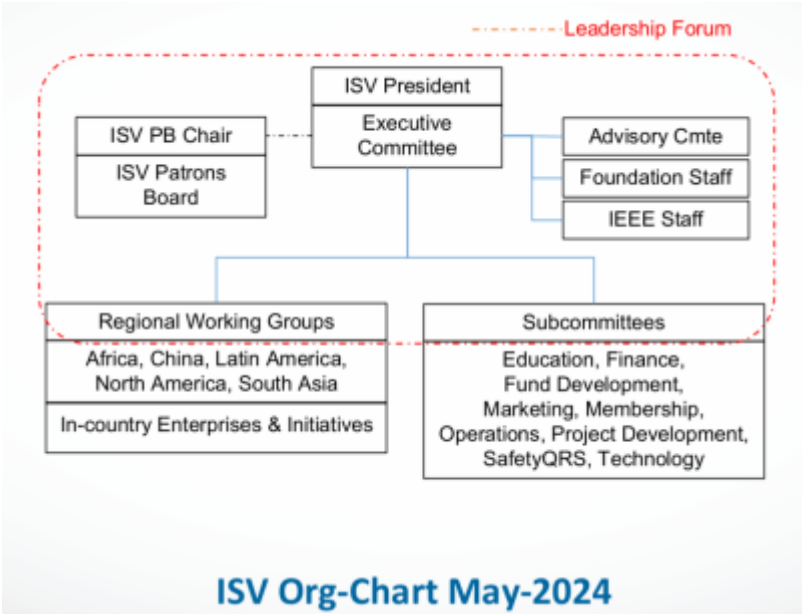 Leadership Forum
ISV President
Executive
Committee
ISV PB Chair
ISV Patrons
Board
Advisory Cmte
Foundation Staff
IEEE Staff
Regional Working Groups
Africa, China, Latin America,
North America, South Asia
In-country Enterprises & Initiatives
Subcommittees
Education, Finance,
Fund Development,
Marketing, Membership,
Operations, Project Development,
SafetyQRS, Technology
ISV Org-Chart May-2024